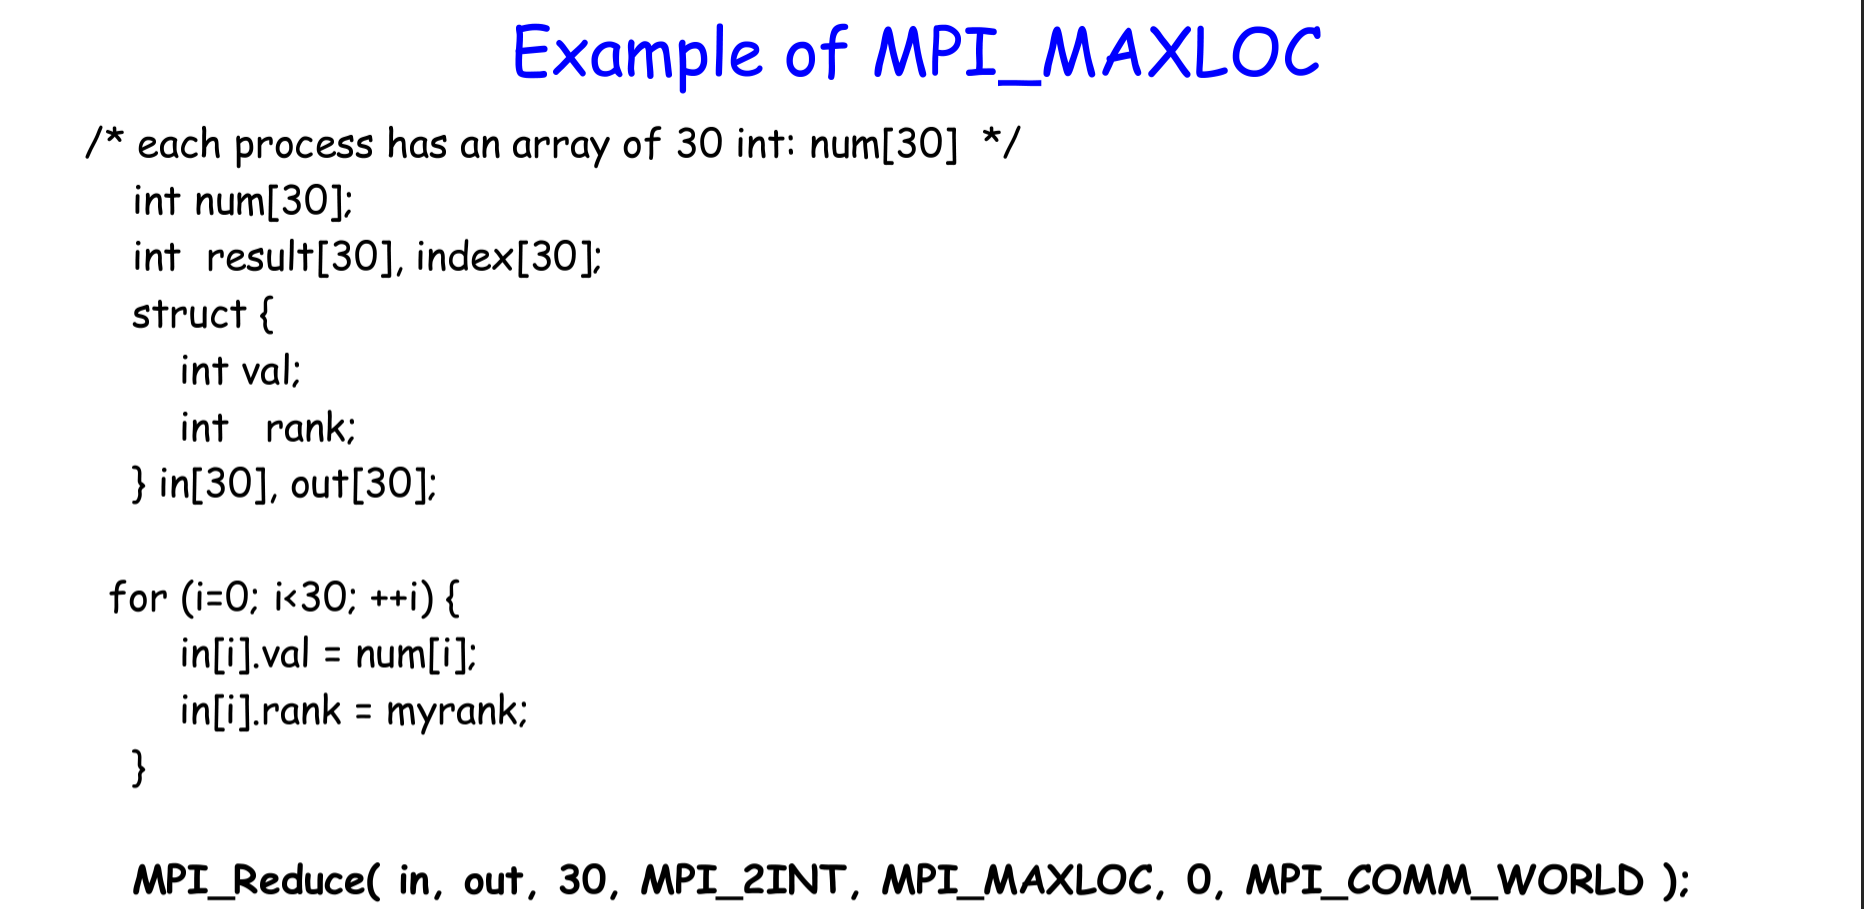 Example of MPI_MAXLOC
/* each process has an array of 30 int: num[30]  */
int num[30];
int  result[30], index[30];
struct {
int val;
int   rank;
} in[30], out[30];
for (i=0; i<30; ++i) {
in[i].val = num[i];
in[i].rank = myrank;
}
MPI_Reduce( in, out, 30, MPI_2INT, MPI_MAXLOC, 0, MPI_COMM_WORLD );